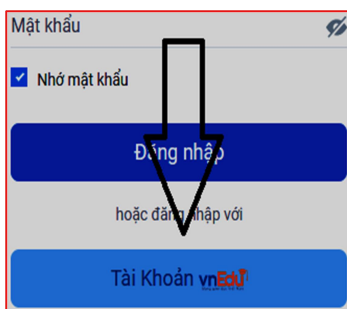 Mật khẩu
Nhớ mật khẩu
Đăng nhập
hoặc đăng nhập với
Tài Khoản vnEdu